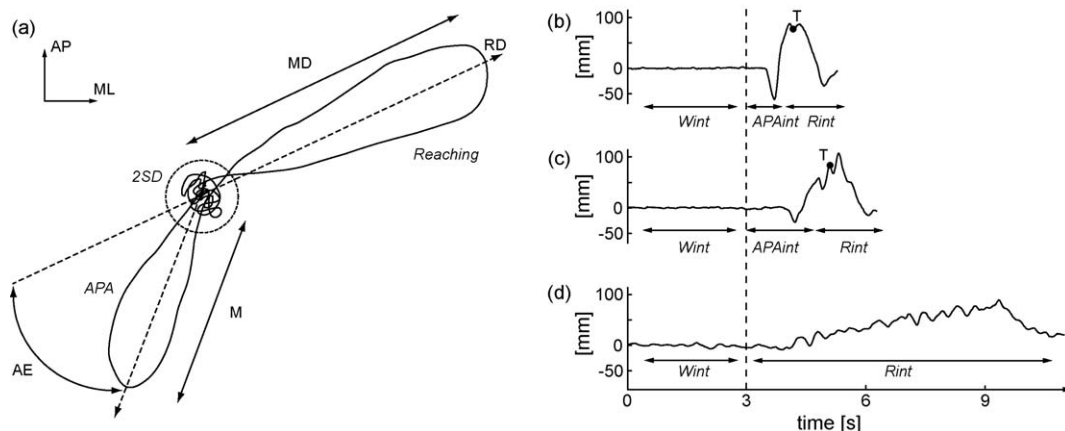 (a)
AP
ML
MD
RD
2SD
Reaching
APA
M
AE
(b)
[mm]
100
0
-50
T
Wint
APAint
Rint
(c)
[mm]
100
0
-50
T
Wint
APAint
Rint
(d)
[mm]
100
0
-50
Wint
Rint
0
3
6
9
time [s]